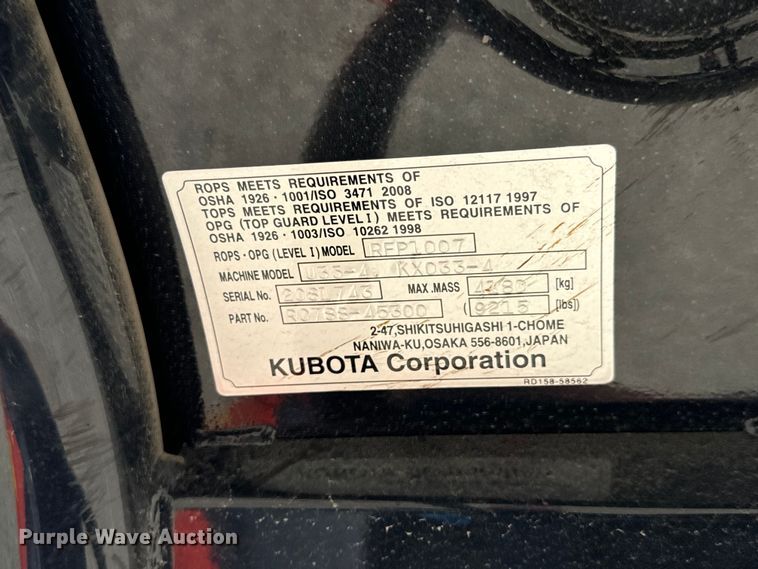 ROPS MEETS REQUIREMENTS OF
OSHA 1926・1001/ISO 3471 2008
TOPS MEETS REQUIREMENTS OF ISO 12117 1997
OPG (TOP GUARD LEVEL I) MEETS REQUIREMENTS OF
OSHA 1926・1003/ISO 10262 1998
ROPS・OPG (LEVEL I) MODEL RFP1007
MACHINE MODEL U35-4, KX033-4
SERIAL No. MAX.MASS 4180 [kg]
PART No. (9215) [lbs])
2-47,SHIKITSUHIGASHI 1-CHOME
NANIWA-KU,OSAKA 556-8601,JAPAN
KUBOTA Corporation
RD158-58562
Purple Wave Auction